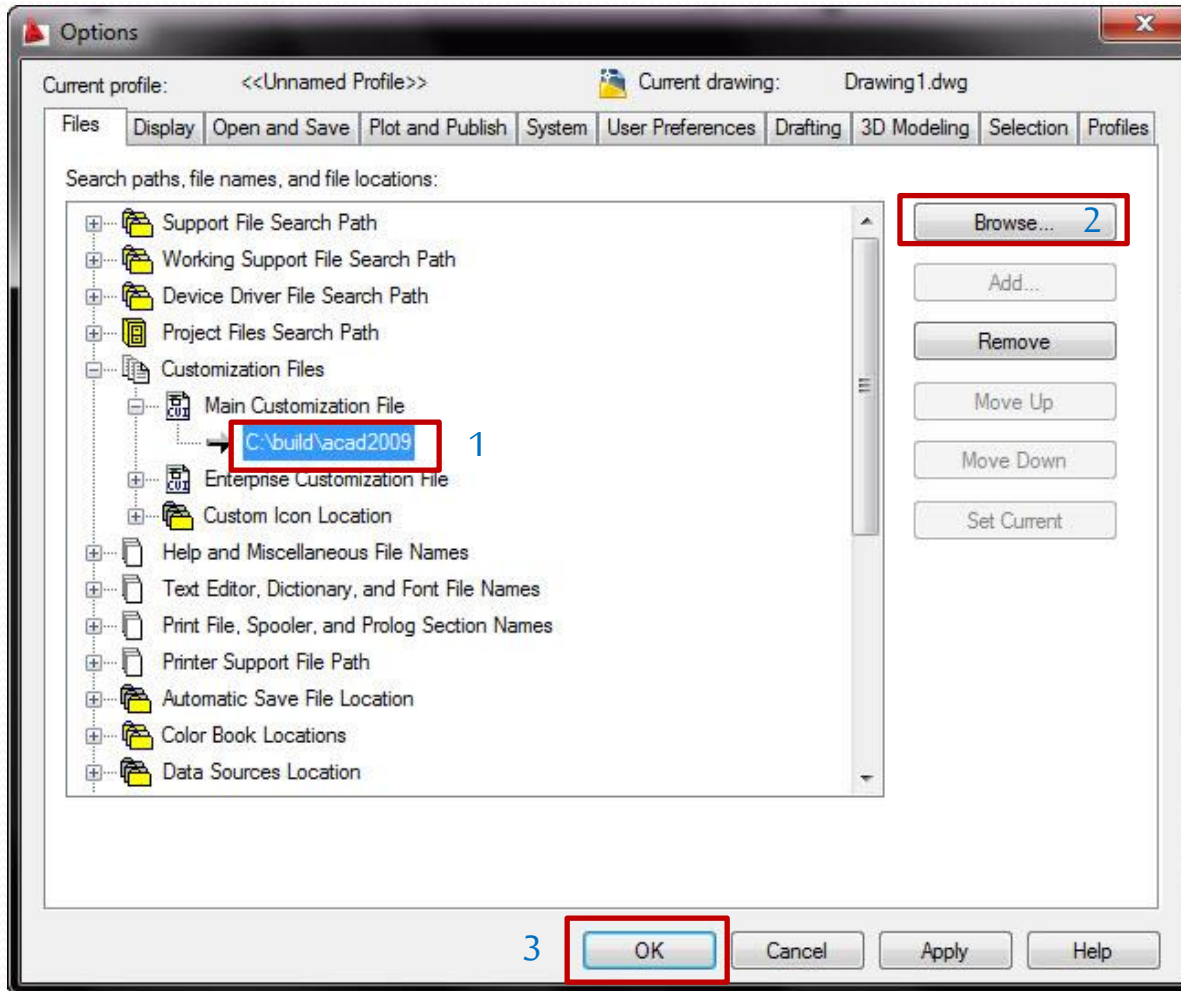 Options
Current profile: <<Unnamed Profile>> Current drawing: Drawing1.dwg
Files Display Open and Save Plot and Publish System User Preferences Drafting 3D Modeling Selection Profiles
Search paths, file names, and file locations:
Support File Search Path
Browse... 2
Working Support File Search Path
Device Driver File Search Path
Add...
Project Files Search Path
Remove
Customization Files
CUI Main Customization File
Move Up
C:\build\acad2009 1
Move Down
CUI Enterprise Customization File
Custom Icon Location
Set Current
Help and Miscellaneous File Names
Text Editor, Dictionary, and Font File Names
Print File, Spooler, and Prolog Section Names
Printer Support File Path
Automatic Save File Location
Color Book Locations
Data Sources Location
3 OK Cancel Apply Help